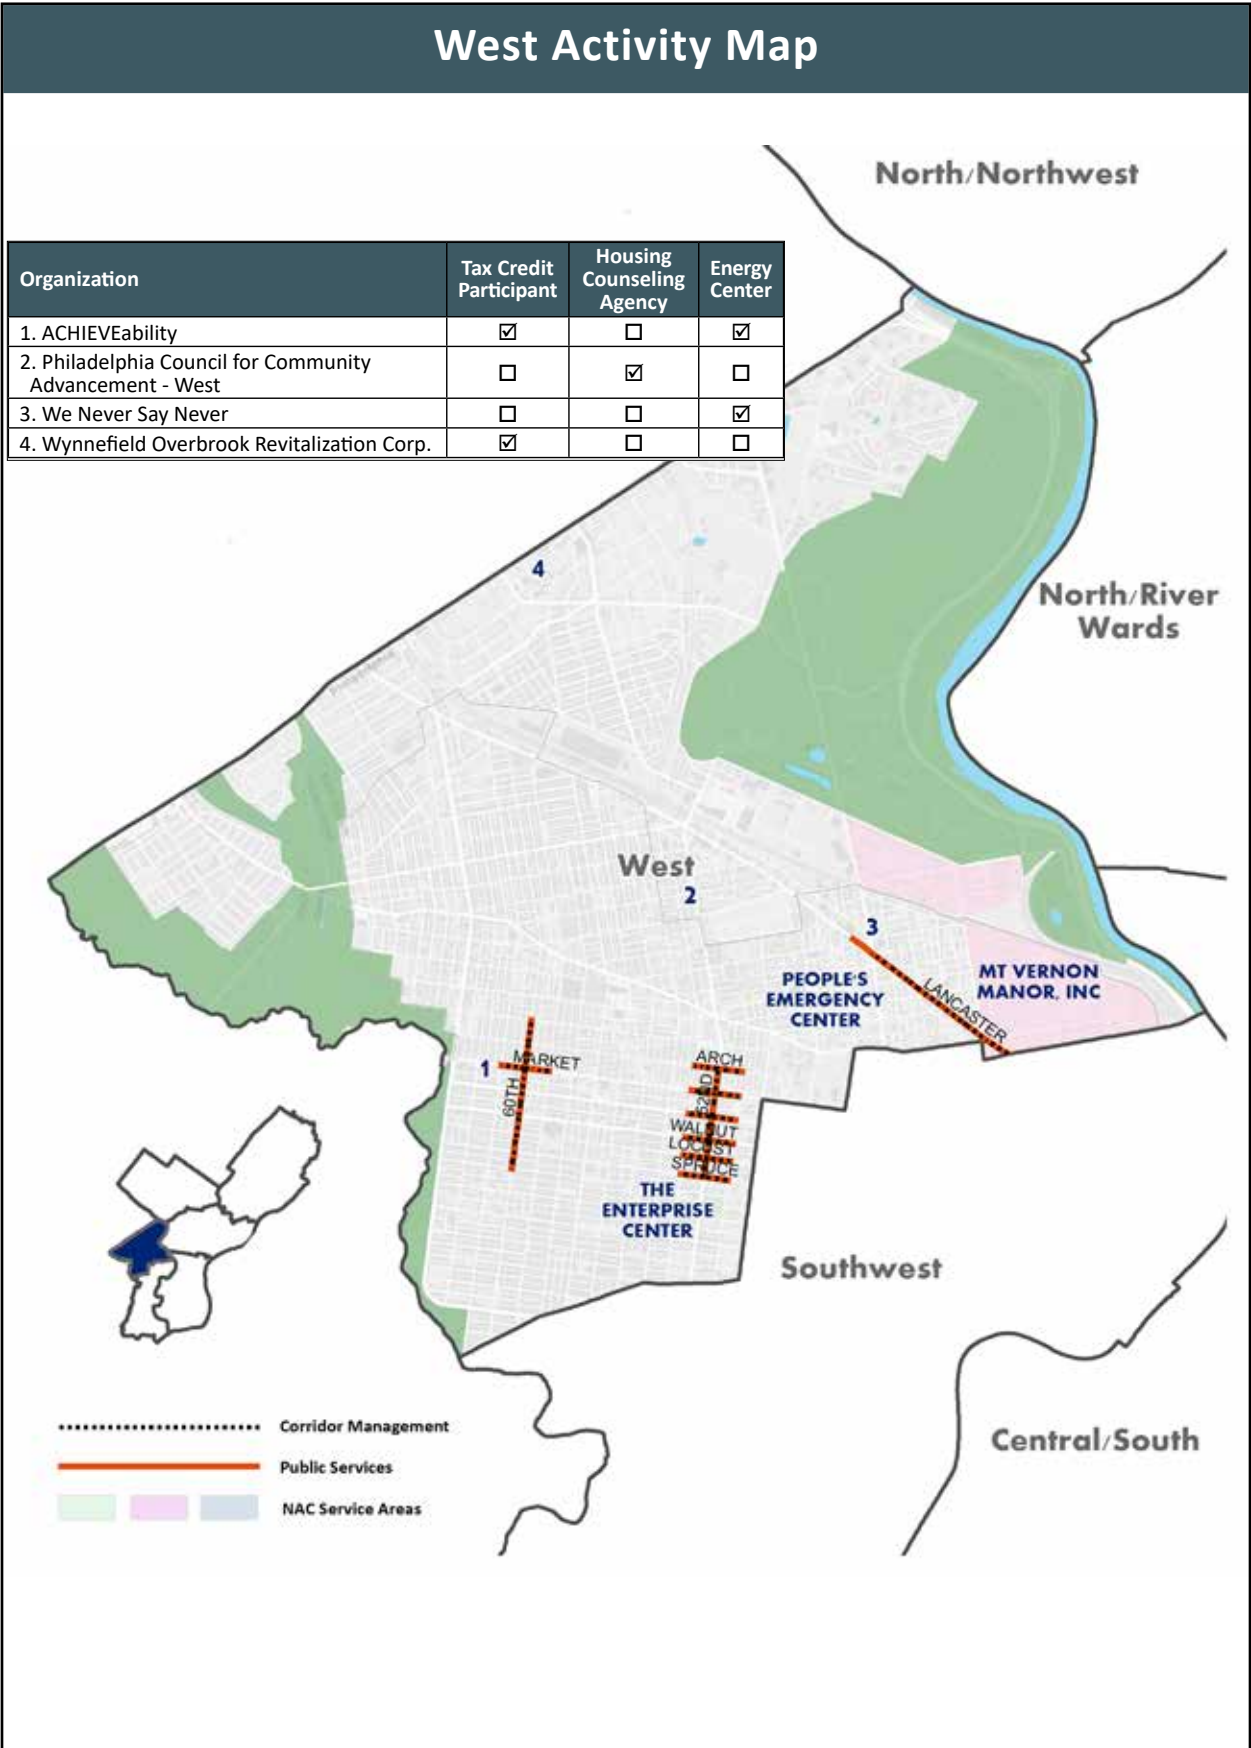 West Activity Map
North/Northwest
Organization
Tax Credit
Participant
Housing
Counseling
Agency
Energy
Center
1. ACHIEVEability ☑ ☐ ☑
2. Philadelphia Council for Community
Advancement - West ☐ ☑ ☐
3. We Never Say Never ☐ ☐ ☑
4. Wynnefield Overbrook Revitalization Corp. ☑ ☐ ☐
4
North/River
Wards
West
2
3
PEOPLE'S
EMERGENCY
CENTER
MT VERNON
MANOR, INC
LANCASTER
1
MARKET
60TH
ARCH
52ND
WALNUT
LOCUST
SPRUCE
THE
ENTERPRISE
CENTER
Southwest
Central/South
Corridor Management
Public Services
NAC Service Areas